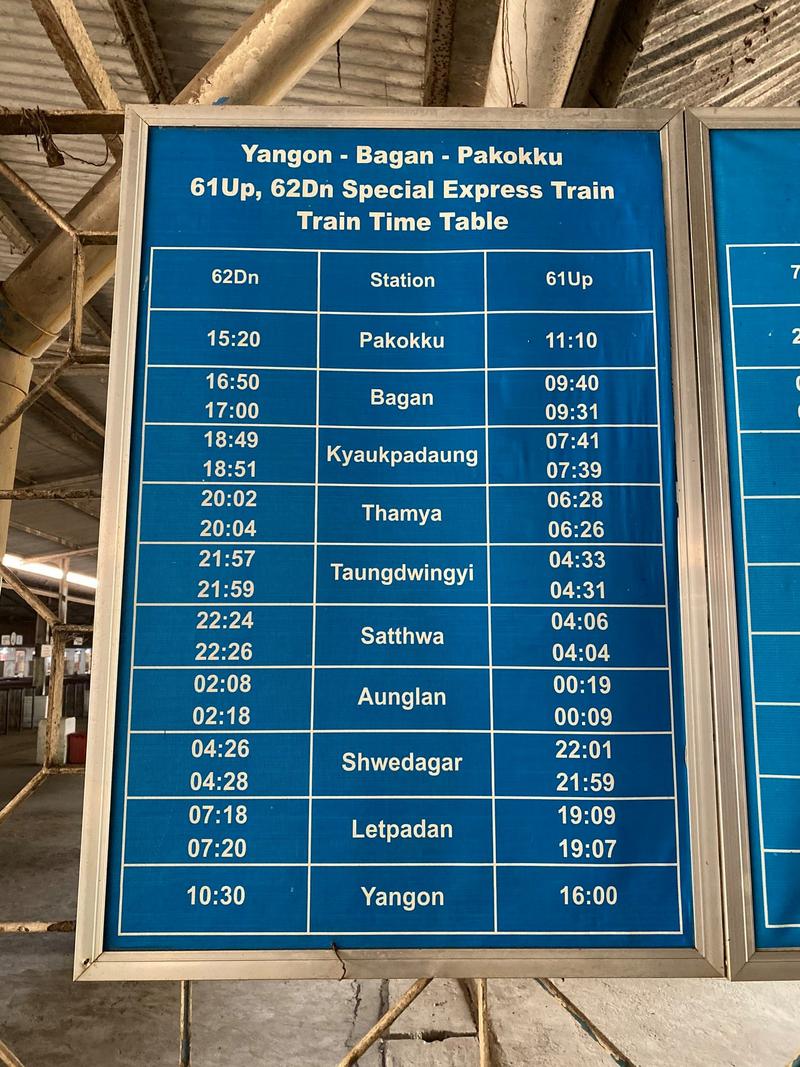 Yangon - Bagan - Pakokku
61Up, 62Dn Special Express Train
Train Time Table
62Dn Station 61Up
15:20 Pakokku 11:10
16:50 Bagan 09:40
17:00 09:31
18:49 Kyaukpadaung 07:41
18:51 07:39
20:02 Thamya 06:28
20:04 06:26
21:57 Taungdwingyi 04:33
21:59 04:31
22:24 Satthwa 04:06
22:26 04:04
02:08 Aunglan 00:19
02:18 00:09
04:26 Shwedagar 22:01
04:28 21:59
07:18 Letpadan 19:09
07:20 19:07
10:30 Yangon 16:00